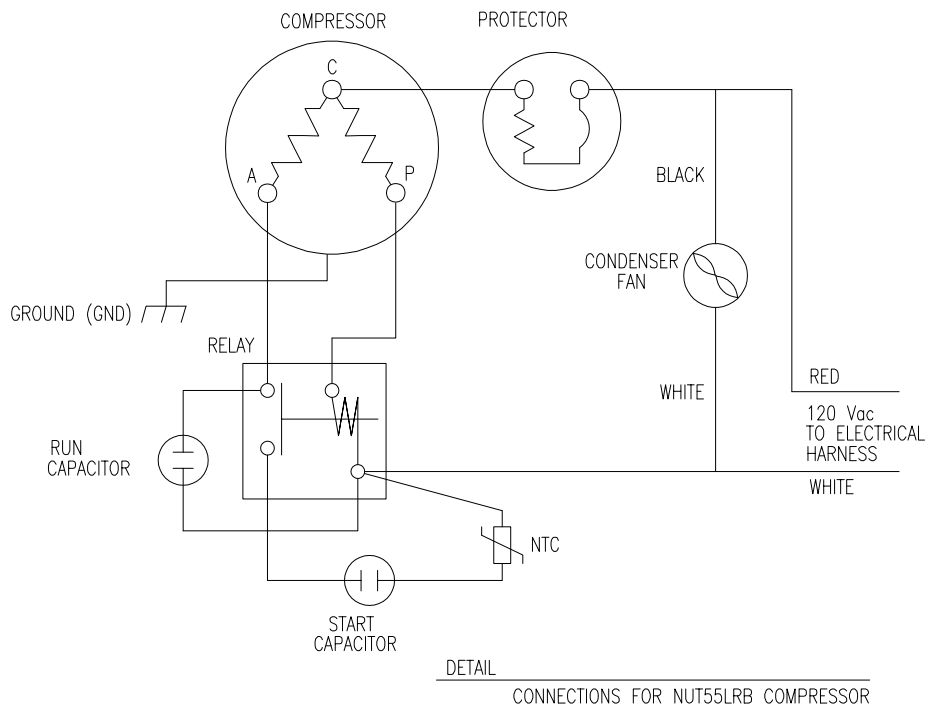 COMPRESSOR
PROTECTOR
C
A
P
BLACK
CONDENSER
FAN
GROUND (GND)
RELAY
WHITE
RED
120 Vac
TO ELECTRICAL
HARNESS
WHITE
RUN
CAPACITOR
NTC
START
CAPACITOR
DETAIL
CONNECTIONS FOR NUT55LRB COMPRESSOR